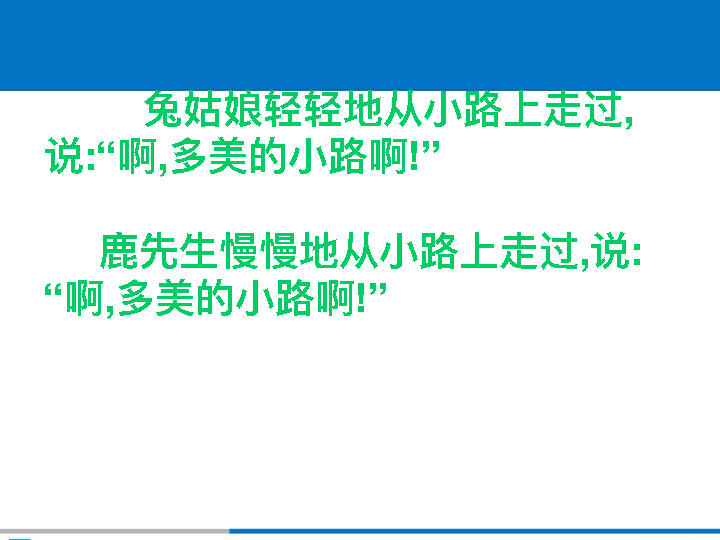 兔姑娘轻轻地从小路上走过,
说:“啊,多美的小路啊!”
鹿先生慢慢地从小路上走过,说:
“啊,多美的小路啊!”